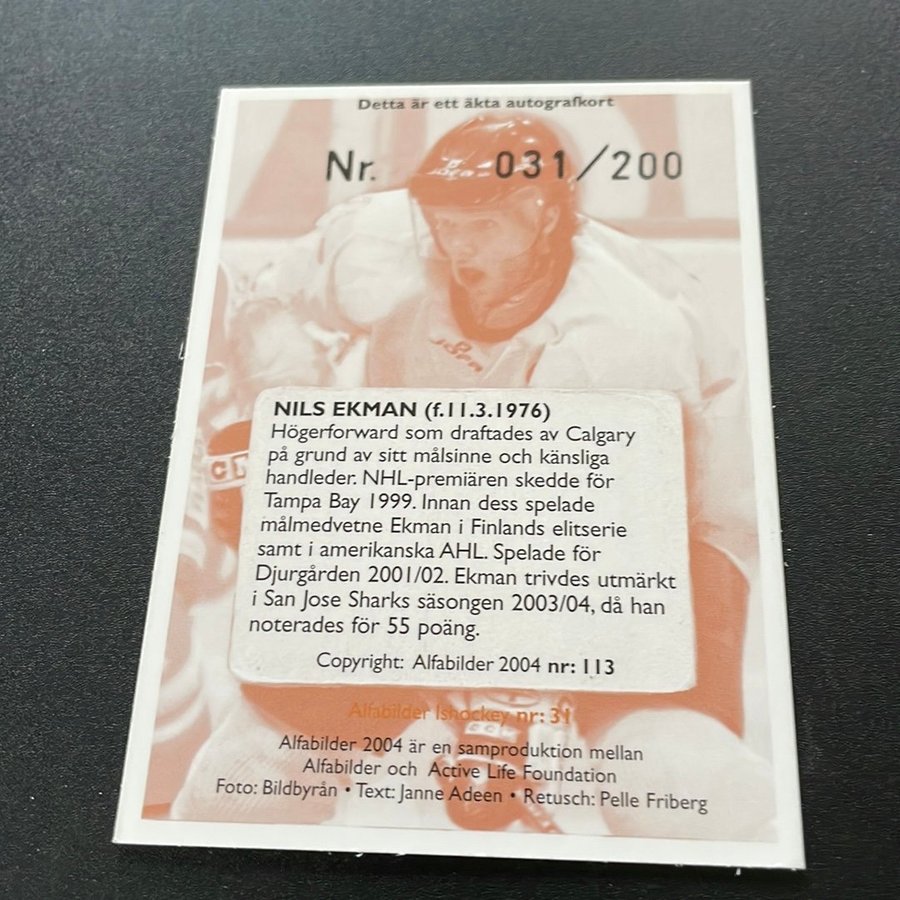 Detta är ett äkta autografkort
Nr. 031/200
NILS EKMAN (f.11.3.1976)
Högerforward som draftades av Calgary
på grund av sitt målsinne och känsliga
handleder. NHL-premiären skedde för
Tampa Bay 1999. Innan dess spelade
målmedvetne Ekman i Finlands elitserie
samt i amerikanska AHL. Spelade för
Djurgården 2001/02. Ekman trivdes utmärkt
i San Jose Sharks säsongen 2003/04, då han
noterades för 55 poäng.
Copyright: Alfabilder 2004 nr: 113
Alfabilder Ishockey nr: 31
Alfabilder 2004 är en samproduktion mellan
Alfabilder och Active Life Foundation
Foto: Bildbyrån • Text: Janne Adeen • Retusch: Pelle Friberg